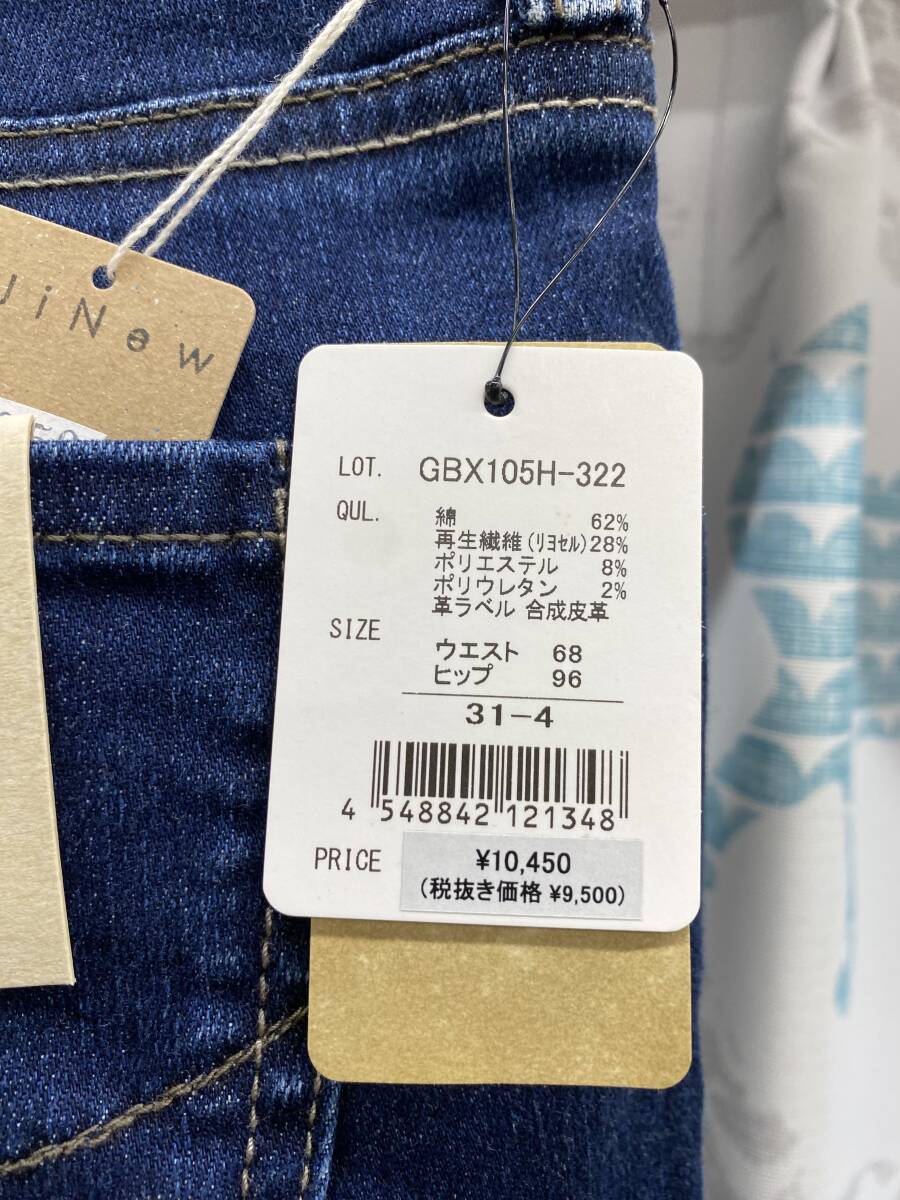 JiNew
LOT. GBX105H-322
QUL. 綿 62%
再生繊維(リヨセル)28%
ポリエステル 8%
ポリウレタン 2%
革ラベル 合成皮革
SIZE
ウエスト 68
ヒップ 96
31-4
4 548842 121348
PRICE ¥10,450
(税抜き価格 ¥9,500)